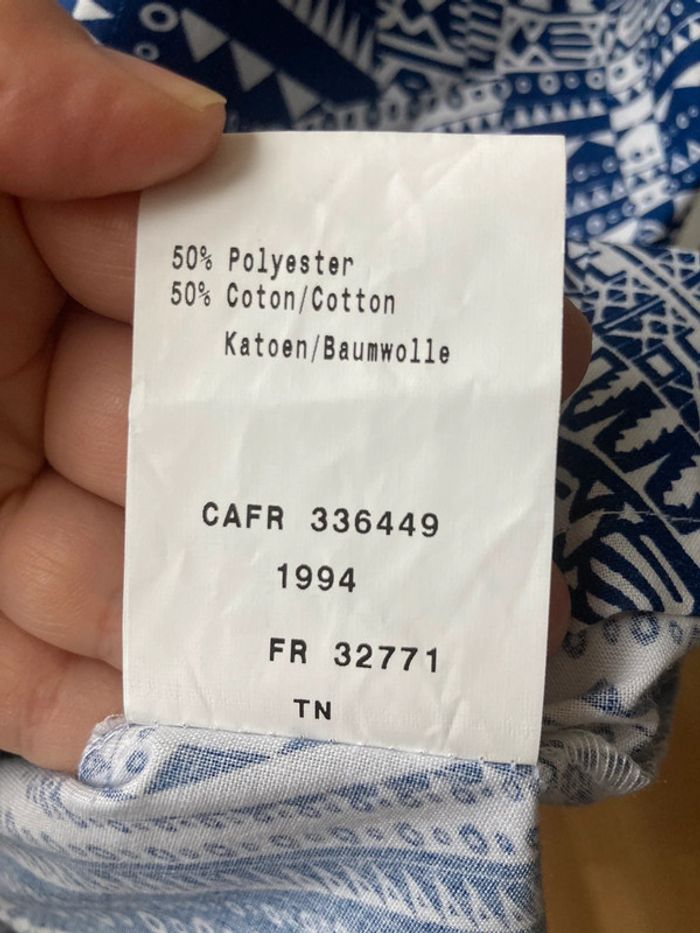 50% Polyester
50% Coton/Cotton
Katoen/Baumwolle
CAFR 336449
1994
FR 32771
TN